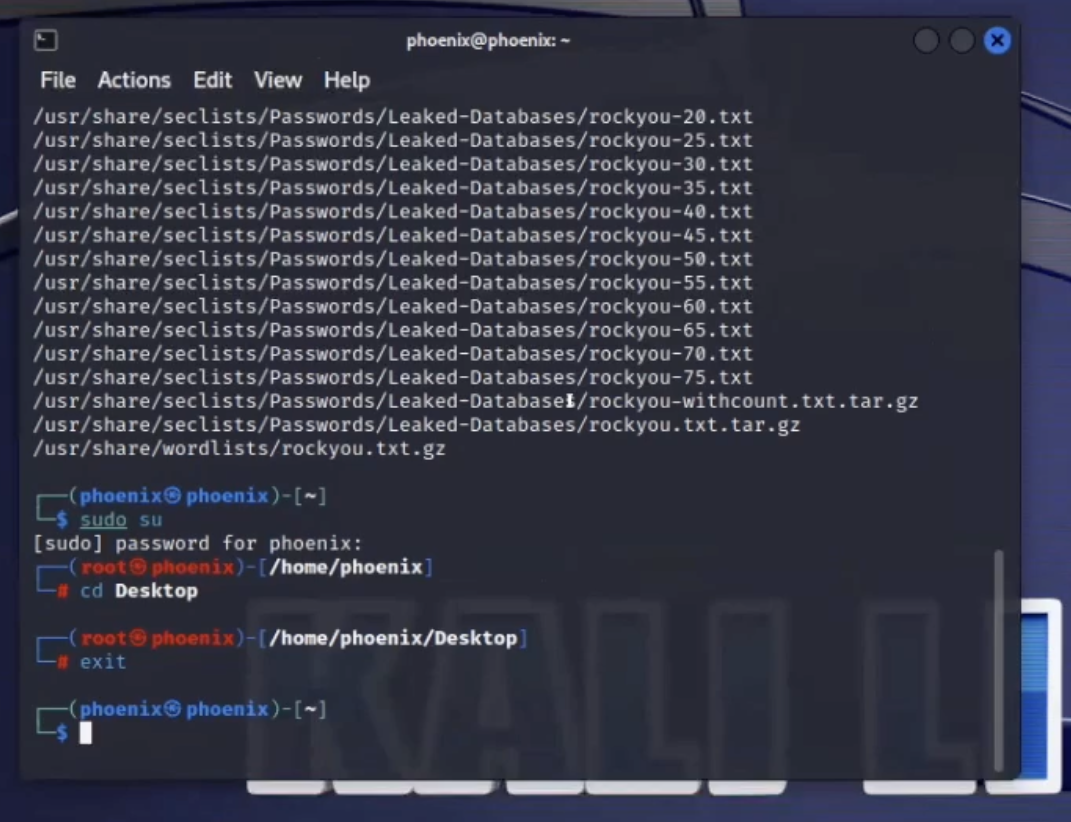 phoenix@phoenix: ~
File Actions Edit View Help
/usr/share/seclists/Passwords/Leaked-Databases/rockyou-20.txt
/usr/share/seclists/Passwords/Leaked-Databases/rockyou-25.txt
/usr/share/seclists/Passwords/Leaked-Databases/rockyou-30.txt
/usr/share/seclists/Passwords/Leaked-Databases/rockyou-35.txt
/usr/share/seclists/Passwords/Leaked-Databases/rockyou-40.txt
/usr/share/seclists/Passwords/Leaked-Databases/rockyou-45.txt
/usr/share/seclists/Passwords/Leaked-Databases/rockyou-50.txt
/usr/share/seclists/Passwords/Leaked-Databases/rockyou-55.txt
/usr/share/seclists/Passwords/Leaked-Databases/rockyou-60.txt
/usr/share/seclists/Passwords/Leaked-Databases/rockyou-65.txt
/usr/share/seclists/Passwords/Leaked-Databases/rockyou-70.txt
/usr/share/seclists/Passwords/Leaked-Databases/rockyou-75.txt
/usr/share/seclists/Passwords/Leaked-Databases/rockyou-withcount.txt.tar.gz
/usr/share/seclists/Passwords/Leaked-Databases/rockyou.txt.tar.gz
/usr/share/wordlists/rockyou.txt.gz
┌──(phoenix㉿phoenix)-[~]
└─$ sudo su
[sudo] password for phoenix:
┌──(root㉿phoenix)-[/home/phoenix]
└─# cd Desktop
┌──(root㉿phoenix)-[/home/phoenix/Desktop]
└─# exit
┌──(phoenix㉿phoenix)-[~]
└─$
KALI LI